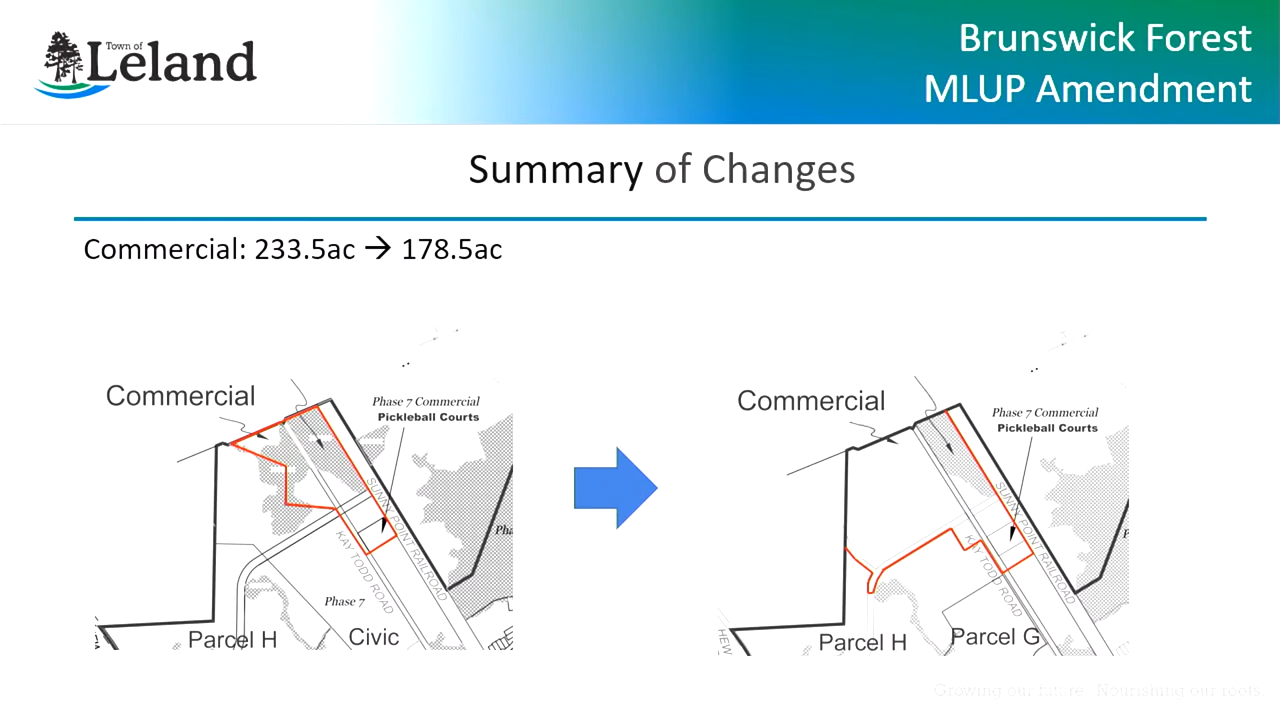 Town of
Leland
Brunswick Forest
MLUP Amendment
Summary of Changes
Commercial: 233.5ac → 178.5ac
Commercial
Phase 7 Commercial
Pickleball Courts
SUNNY POINT RAILROAD
KAY TODD ROAD
Phase 7
Parcel H
Civic
Pha
Commercial
Phase 7 Commercial
Pickleball Courts
SUNNY POINT RAILROAD
KAY TODD ROAD
HEW
Parcel H
Parcel G
Growing our future. Nourishing our roots.